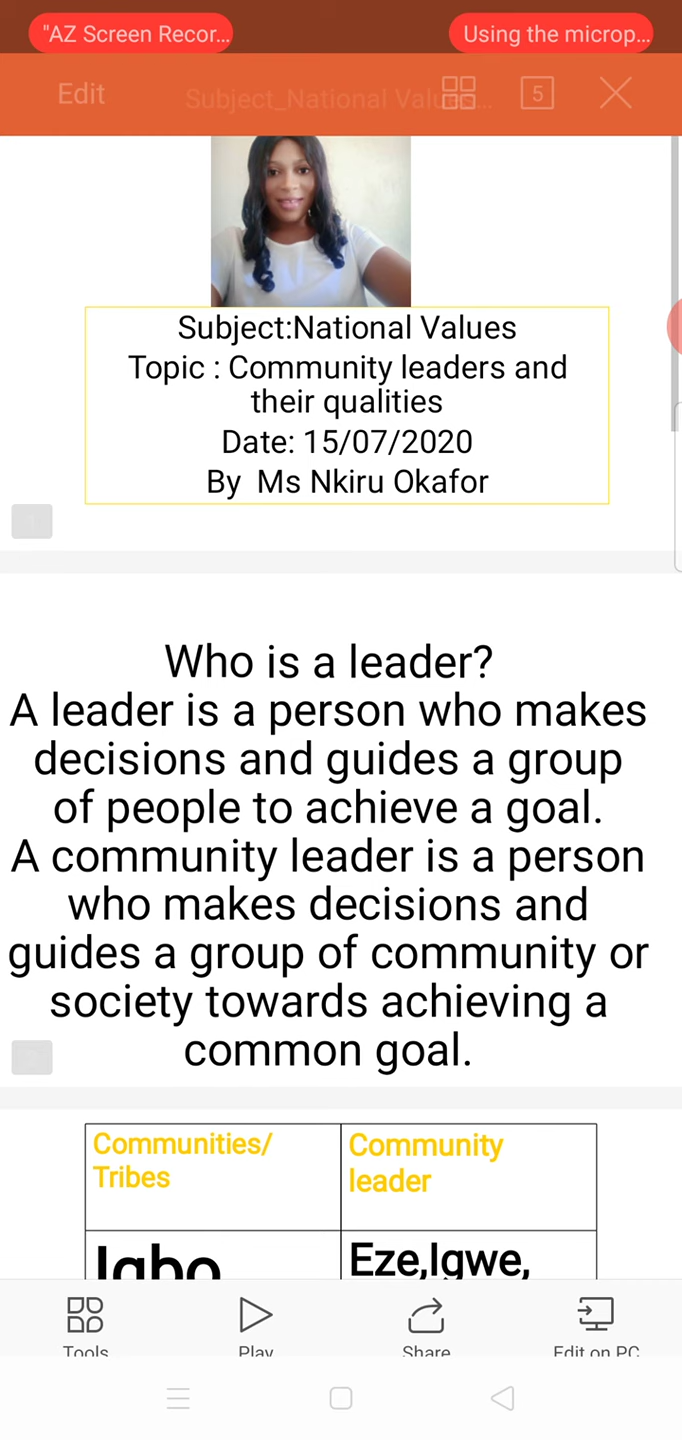 "AZ Screen Recor...
Using the microp...
Edit
Subject_National Values...
5
Subject:National Values
Topic : Community leaders and
their qualities
Date: 15/07/2020
By  Ms Nkiru Okafor
Who is a leader?
A leader is a person who makes
decisions and guides a group
of people to achieve a goal.
A community leader is a person
who makes decisions and
guides a group of community or
society towards achieving a
common goal.
Communities/
Tribes
Community
leader
Igbo
Eze,Igwe,
Tools
Play
Share
Edit on PC